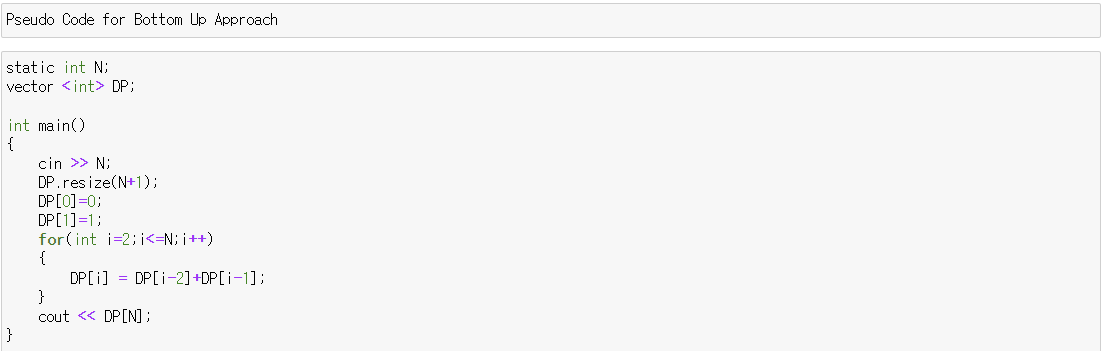 Pseudo Code for Bottom Up Approach
static int N;
vector <int> DP;
int main()
{
    cin >> N;
    DP.resize(N+1);
    DP[0]=0;
    DP[1]=1;
    for(int i=2;i<=N;i++)
    {
        DP[i] = DP[i-2]+DP[i-1];
    }
    cout << DP[N];
}